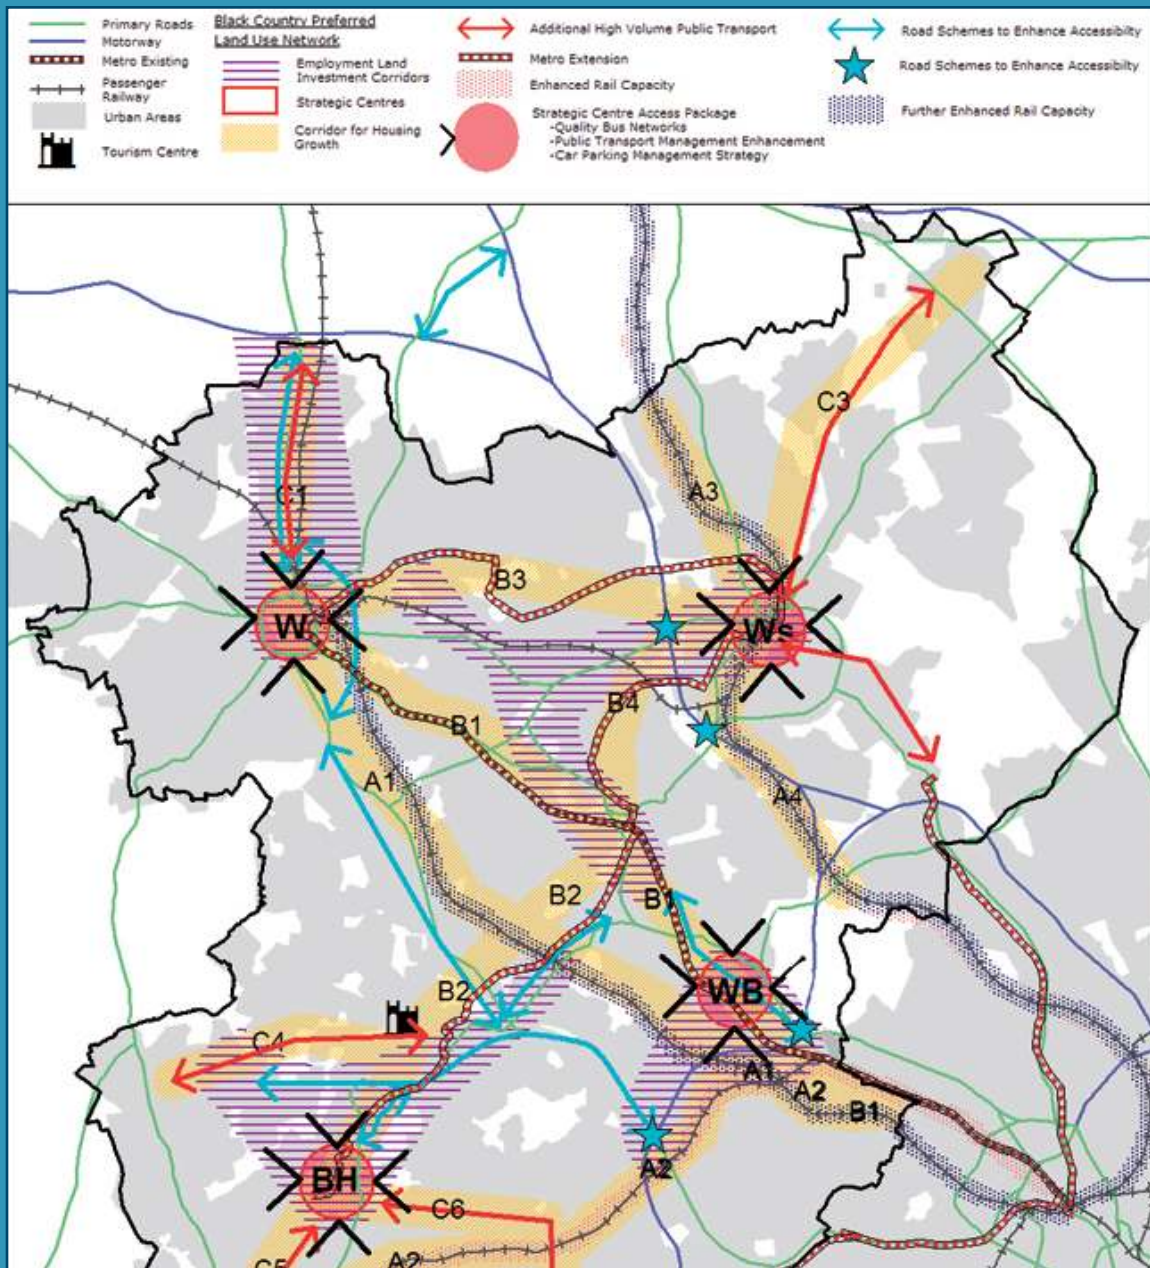 Primary Roads
Motorway
Metro Existing
Passenger
Railway
Urban Areas
Tourism Centre
Black Country Preferred
Land Use Network
Employment Land
Investment Corridors
Strategic Centres
Corridor for Housing
Growth
Additional High Volume Public Transport
Metro Extension
Enhanced Rail Capacity
Strategic Centre Access Package
-Quality Bus Networks
-Public Transport Management Enhancement
-Car Parking Management Strategy
Road Schemes to Enhance Accessibilty
Road Schemes to Enhance Accessibilty
Further Enhanced Rail Capacity
C3
A3
C1
B3
W
Ws
B4
B1
A1
A4
B2
B1
B2
WB
C4
A1
A2
B1
A2
BH
C6
C5
A2